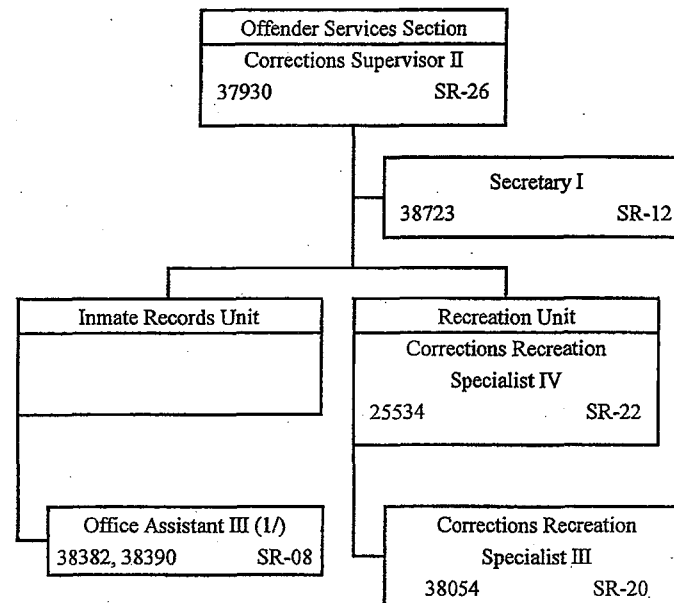 Offender Services Section
Corrections Supervisor II
37930 SR-26
Secretary I
38723 SR-12
Inmate Records Unit
Recreation Unit
Corrections Recreation
Specialist IV
25534 SR-22
Office Assistant III (1/)
38382, 38390 SR-08
Corrections Recreation
Specialist III
38054 SR-20